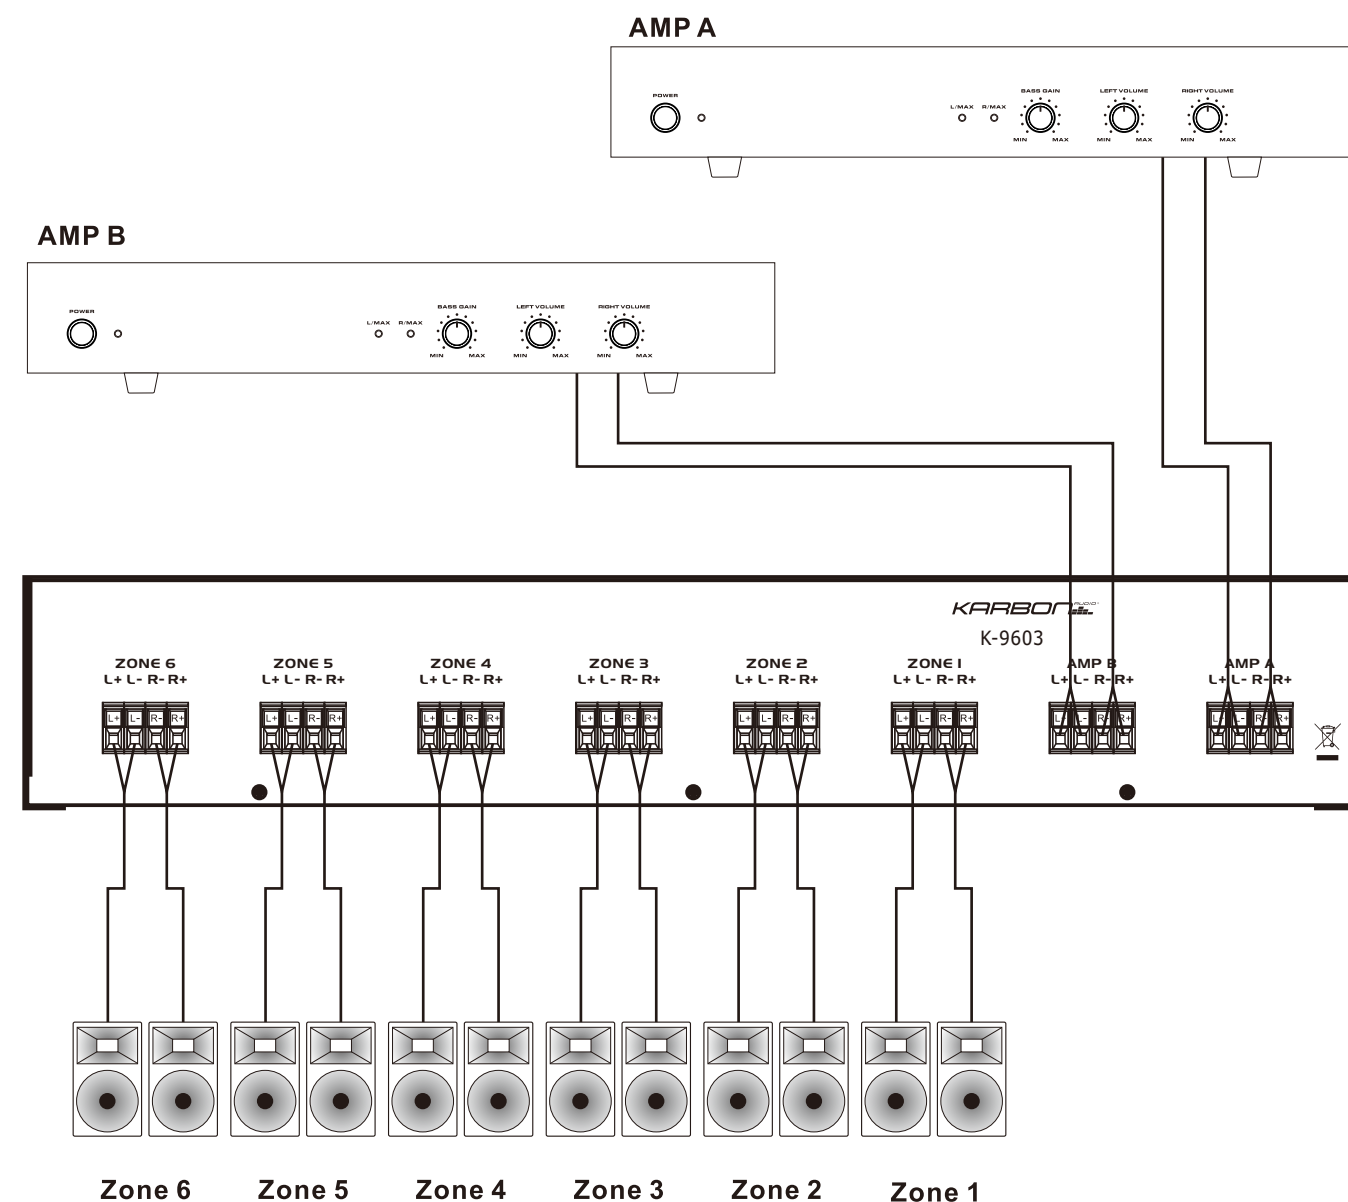 AMP A
POWER
L/MAX R/MAX
BASS GAIN
MIN MAX
LEFT VOLUME
MIN MAX
RIGHT VOLUME
MIN MAX
AMP B
POWER
L/MAX R/MAX
BASS GAIN
MIN MAX
LEFT VOLUME
MIN MAX
RIGHT VOLUME
MIN MAX
KARBON AUDIO
K-9603
ZONE 6 ZONE 5 ZONE 4 ZONE 3 ZONE 2 ZONE 1 AMP B AMP A
L+ L- R- R+ L+ L- R- R+ L+ L- R- R+ L+ L- R- R+ L+ L- R- R+ L+ L- R- R+ L+ L- R- R+ L+ L- R- R+
L+ L- R- R+ L+ L- R- R+ L+ L- R- R+ L+ L- R- R+ L+ L- R- R+ L+ L- R- R+ L+ L- R- R+ L+ L- R- R+
Zone 6 Zone 5 Zone 4 Zone 3 Zone 2 Zone 1